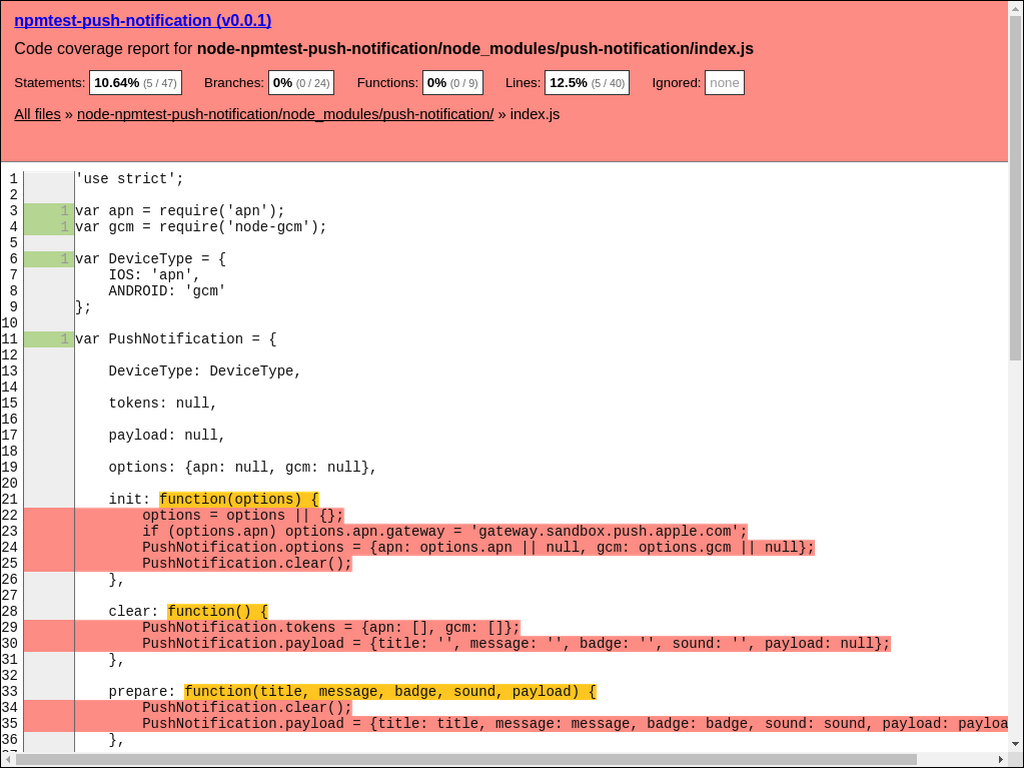 npmtest-push-notification (v0.0.1)
Code coverage report for node-npmtest-push-notification/node_modules/push-notification/index.js
Statements: 10.64% (5 / 47) Branches: 0% (0 / 24) Functions: 0% (0 / 9) Lines: 12.5% (5 / 40) Ignored: none
All files » node-npmtest-push-notification/node_modules/push-notification/ » index.js
1 'use strict';
2
3 1 var apn = require('apn');
4 1 var gcm = require('node-gcm');
5
6 1 var DeviceType = {
7 IOS: 'apn',
8 ANDROID: 'gcm'
9 };
10
11 1 var PushNotification = {
12
13 DeviceType: DeviceType,
14
15 tokens: null,
16
17 payload: null,
18
19 options: {apn: null, gcm: null},
20
21 init: function(options) {
22 options = options || {};
23 if (options.apn) options.apn.gateway = 'gateway.sandbox.push.apple.com';
24 PushNotification.options = {apn: options.apn || null, gcm: options.gcm || null};
25 PushNotification.clear();
26 },
27
28 clear: function() {
29 PushNotification.tokens = {apn: [], gcm: []};
30 PushNotification.payload = {title: '', message: '', badge: '', sound: '', payload: null};
31 },
32
33 prepare: function(title, message, badge, sound, payload) {
34 PushNotification.clear();
35 PushNotification.payload = {title: title, message: message, badge: badge, sound: sound, payload: payloa
36 },